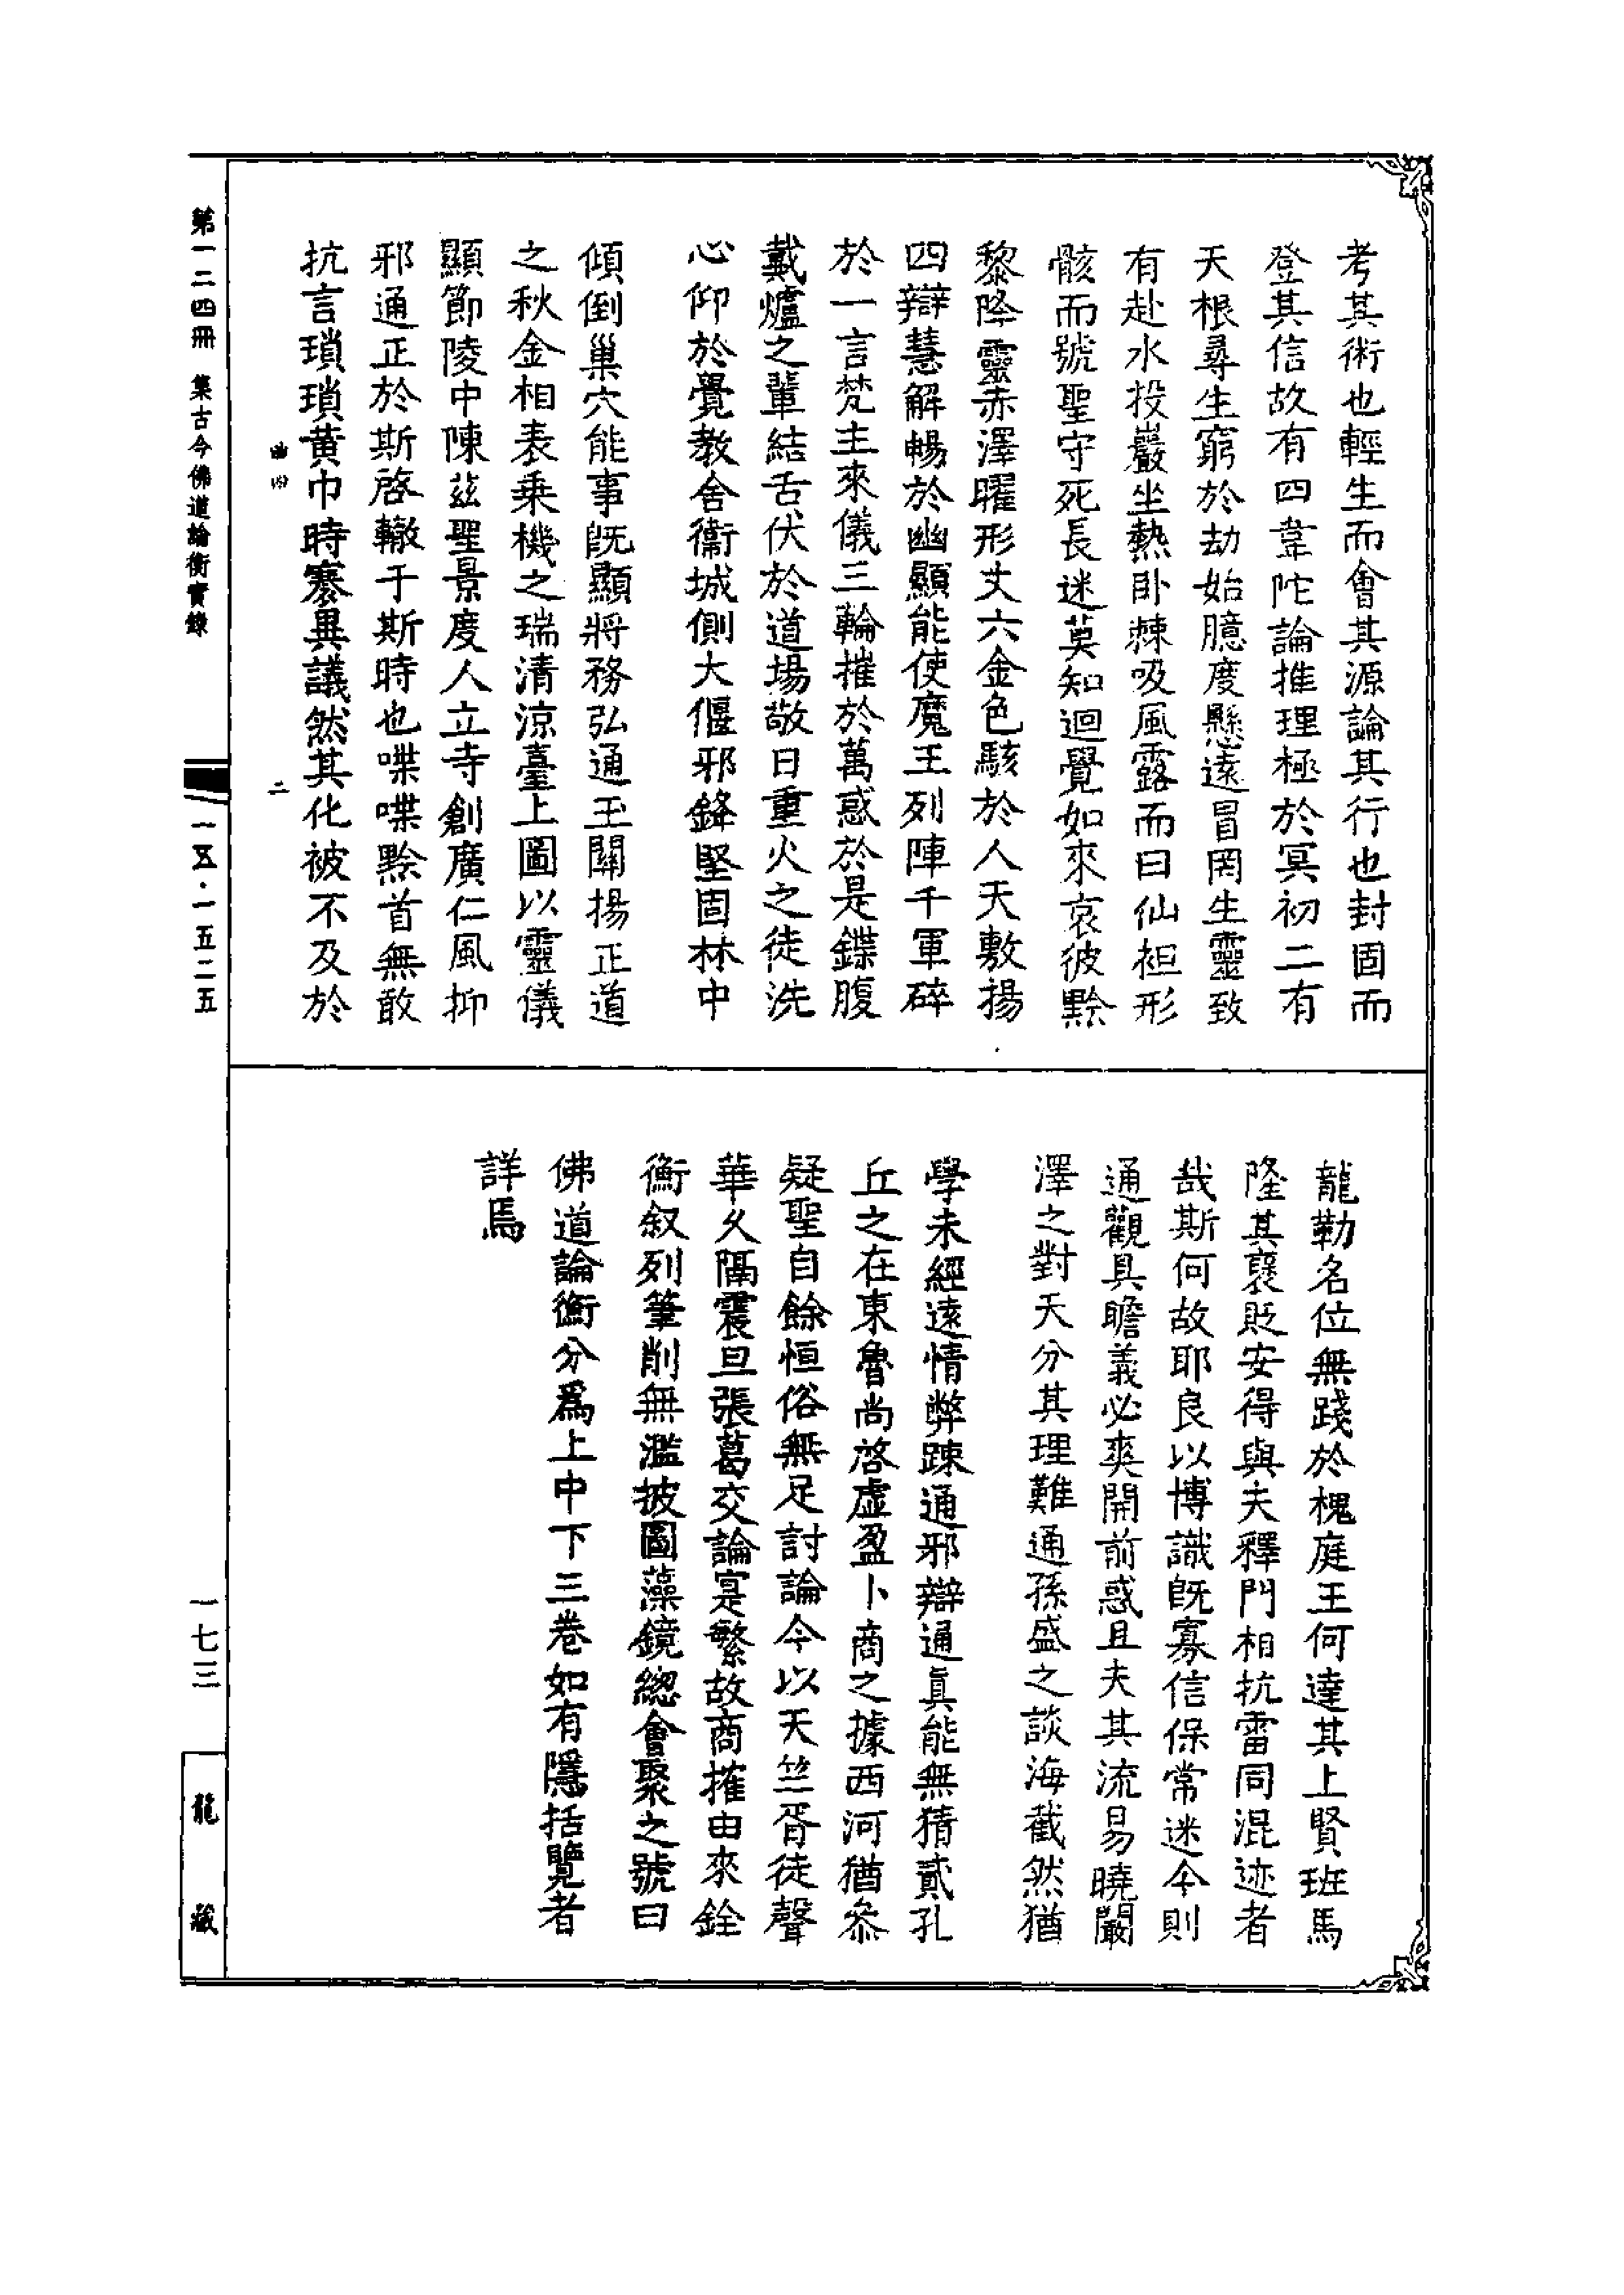 考其術也輕生而會其源論其行也封固而
登其信故有四韋陀論推理極於冥初二有
天根尋生窮於劫始臆度懸遠冒罔生靈致
有赴水投巖坐熱臥棘吸風露而曰仙袒形
骸而號聖守死長迷莫知迴覺如來哀彼黔
黎降靈赤澤曜形丈六金色駭於人天敷揚
四辯慧解暢於幽顯能使魔王列陣千軍碎
於一言梵主來儀三輪摧於萬惑於是鍱腹
戴爐之輩結舌伏於道場敬日重火之徒洗
心仰於覺教舍衞城側大偃邪鋒堅固林中
傾倒巢穴能事既顯將務弘通玉關揚正道
之秋金相表乗機之瑞清涼臺上圖以靈儀
顯節陵中陳茲聖景度人立寺創廣仁風抑
邪通正於斯啓轍于斯時也喋喋黔首無敢
抗言瑣瑣黄巾時褰異議然其化被不及於
曲四
二
龍勒名位無踐於槐庭王何達其上賢班馬
隆其襃貶安得與夫釋門相抗雷同混迹者
哉斯何故耶良以博識既寡信保常迷今則
通觀具瞻義必爽開前惑且夫其流易曉闞
澤之對天分其理難通孫盛之談海截然猶
學未經遠情弊踈通邪辯通眞能無猜貳孔
丘之在東魯尚啓虛盈卜商之據西河猶叅
疑聖自餘恒俗無足討論今以天竺胥徒聲
華久隔震旦張葛交論寔繁故商搉由來銓
衡叙列筆削無濫披圖藻鏡總會聚之號曰
佛道論衡分爲上中下三卷如有隱括覽者
詳焉
第一二四冊 集古今佛道論衡實錄
一五·一五二五
一七三
龍藏